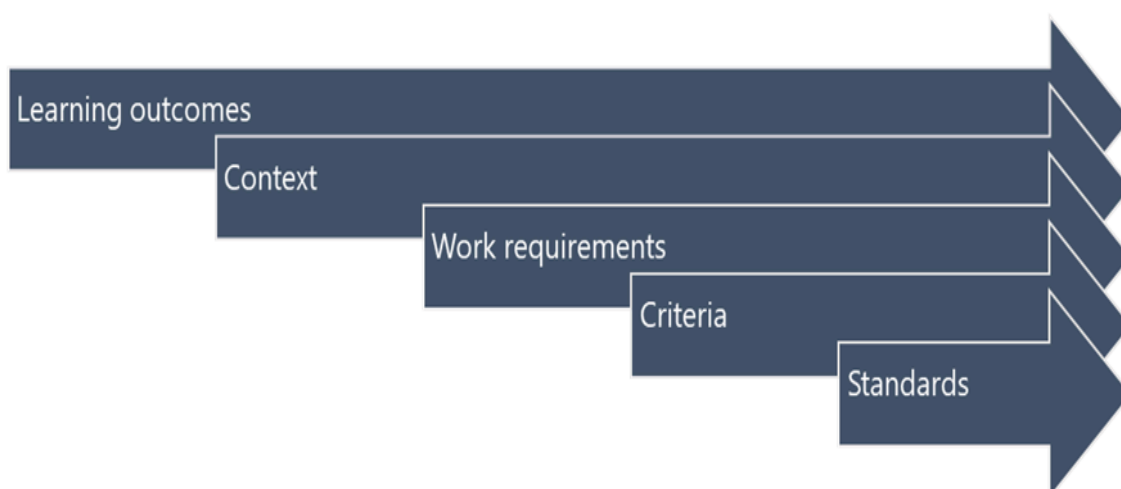 Learning outcomes
Context
Work requirements
Criteria
Standards